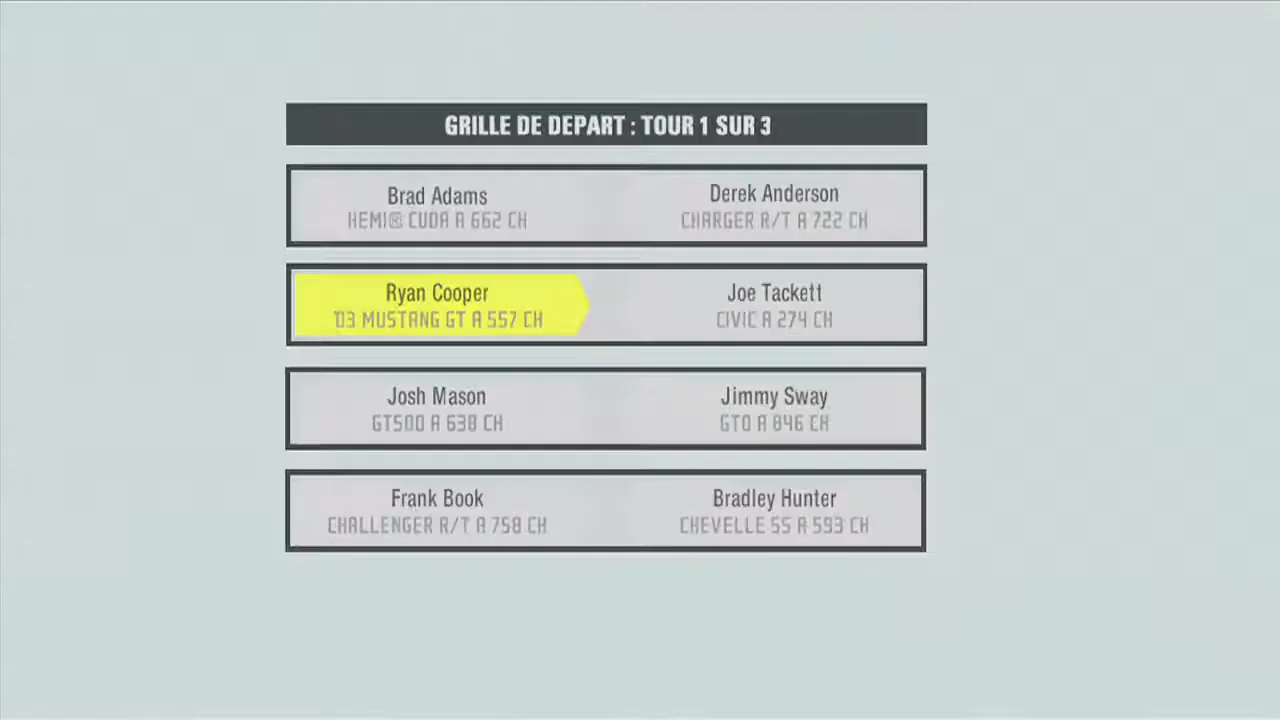 GRILLE DE DEPART : TOUR 1 SUR 3
Brad Adams
HEMI® CUDA A 662 CH
Derek Anderson
CHARGER R/T A 722 CH
Ryan Cooper
'03 MUSTANG GT A 557 CH
Joe Tackett
CIVIC A 274 CH
Josh Mason
GT500 A 638 CH
Jimmy Sway
GTO A 846 CH
Frank Book
CHALLENGER R/T A 758 CH
Bradley Hunter
CHEVELLE SS A 593 CH